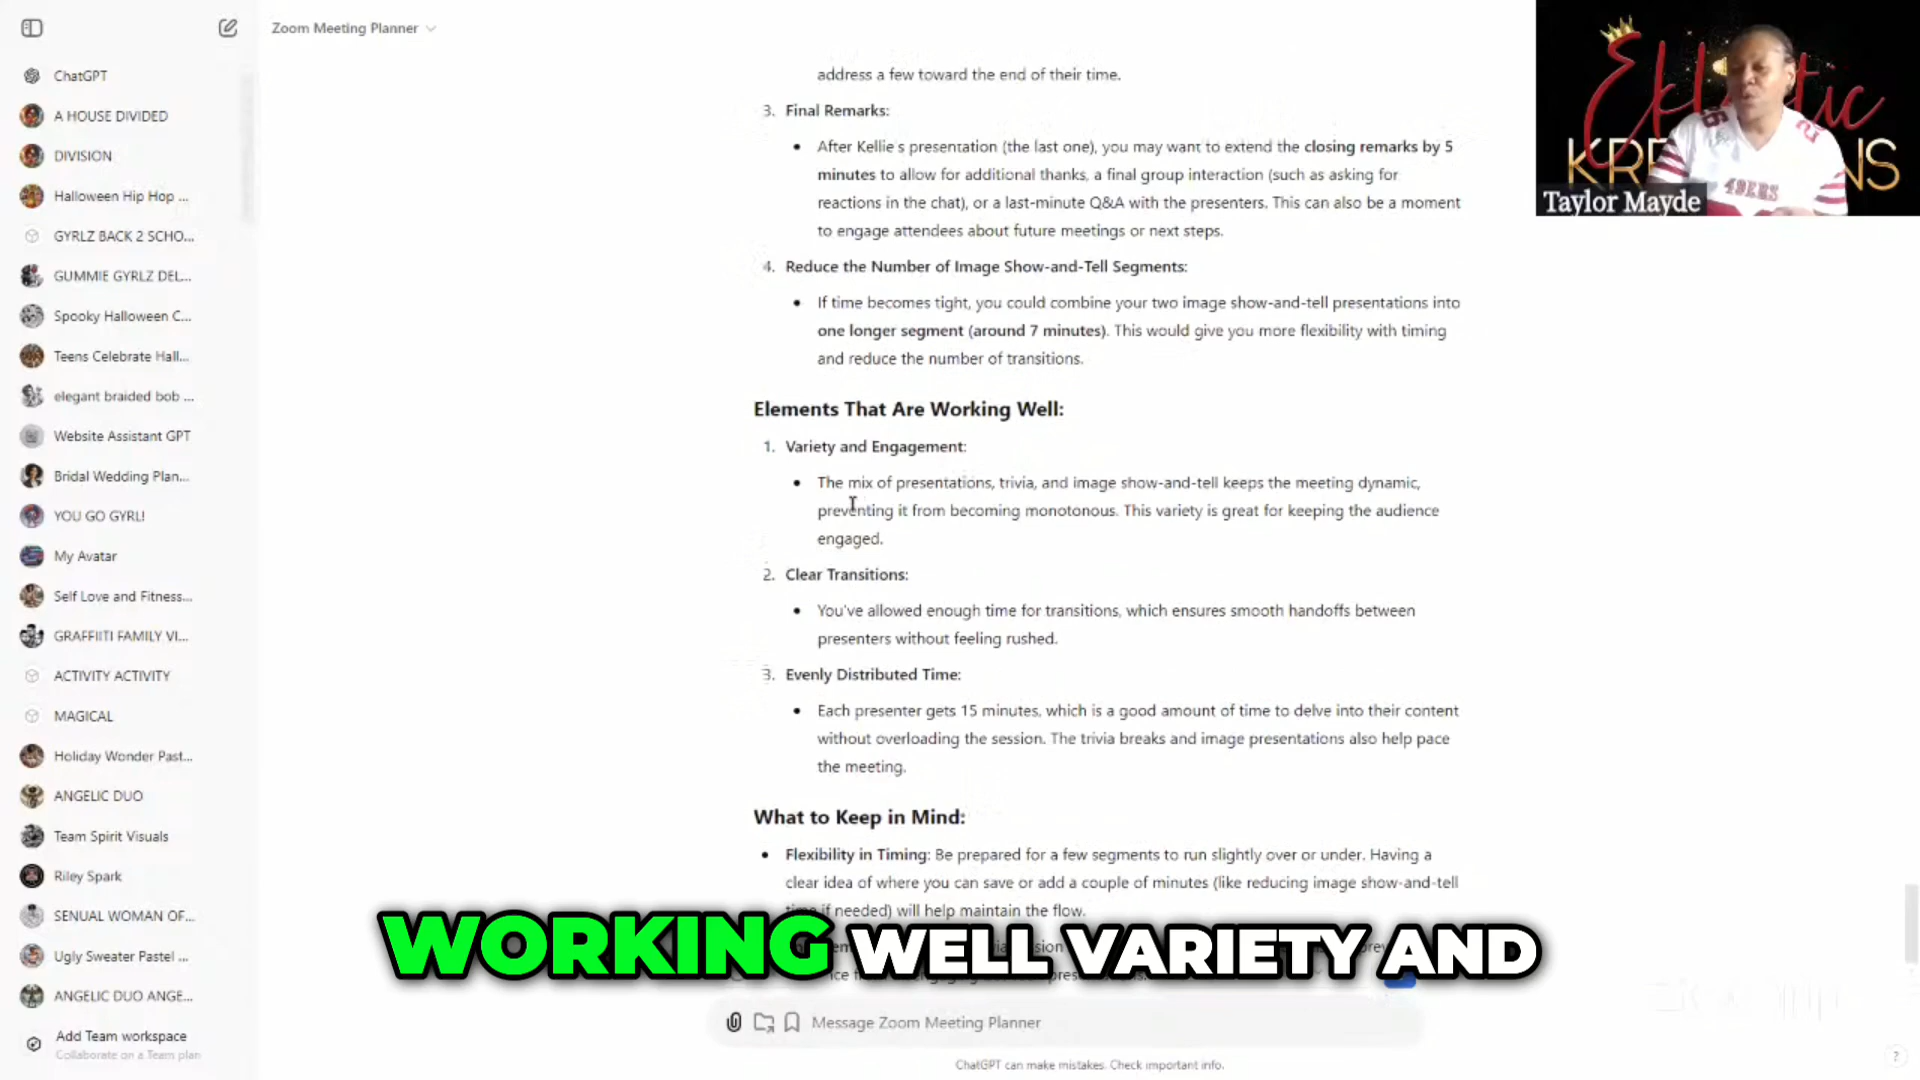 Zoom Meeting Planner
ChatGPT
A HOUSE DIVIDED
DIVISION
Halloween Hip Hop ...
GYRLZ BACK 2 SCHO...
GUMMIE GYRLZ DEL...
Spooky Halloween C...
Teens Celebrate Hall...
elegant braided bob ...
Website Assistant GPT
Bridal Wedding Plan...
YOU GO GYRL!
My Avatar
Self Love and Fitness...
GRAFFIITI FAMILY VI...
ACTIVITY ACTIVITY
MAGICAL
Holiday Wonder Past...
ANGELIC DUO
Team Spirit Visuals
Riley Spark
SENUAL WOMAN OF...
Ugly Sweater Pastel ...
ANGELIC DUO ANGE...
Add Team workspace
Collaborate on a Team plan
address a few toward the end of their time.
3. Final Remarks:
After Kellie s presentation (the last one), you may want to extend the closing remarks by 5
minutes to allow for additional thanks, a final group interaction (such as asking for
reactions in the chat), or a last-minute Q&A with the presenters. This can also be a moment
to engage attendees about future meetings or next steps.
4. Reduce the Number of Image Show-and-Tell Segments:
If time becomes tight, you could combine your two image show-and-tell presentations into
one longer segment (around 7 minutes). This would give you more flexibility with timing
and reduce the number of transitions.
Elements That Are Working Well:
1. Variety and Engagement:
The mix of presentations, trivia, and image show-and-tell keeps the meeting dynamic,
preventing it from becoming monotonous. This variety is great for keeping the audience
engaged.
2. Clear Transitions:
You've allowed enough time for transitions, which ensures smooth handoffs between
presenters without feeling rushed.
3. Evenly Distributed Time:
Each presenter gets 15 minutes, which is a good amount of time to delve into their content
without overloading the session. The trivia breaks and image presentations also help pace
the meeting.
What to Keep in Mind:
Flexibility in Timing: Be prepared for a few segments to run slightly over or under. Having a
clear idea of where you can save or add a couple of minutes (like reducing image show-and-tell
time if needed) will help maintain the flow.
WORKING WELL VARIETY AND
Message Zoom Meeting Planner
ChatGPT can make mistakes. Check important info.
?
Taylor Mayde
49ERS